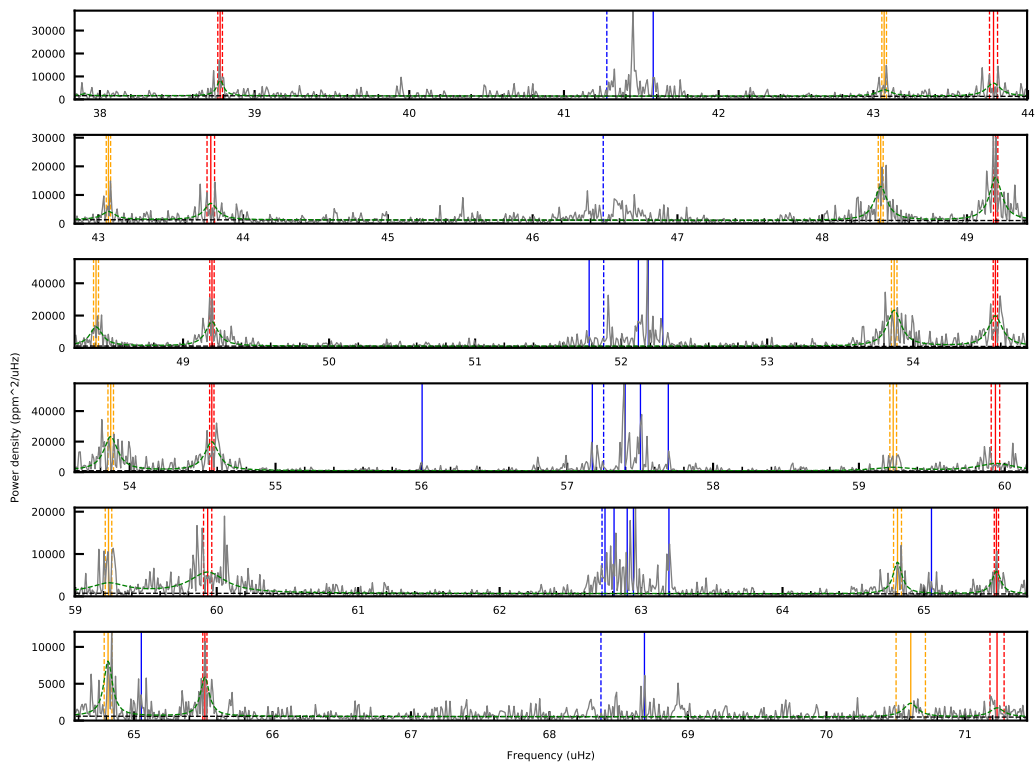 30000
20000
10000
0
38 39 40 41 42 43 44
30000
20000
10000
0
43 44 45 46 47 48 49
40000
20000
0
49 50 51 52 53 54
Power density (ppm^2/uHz)
40000
20000
0
54 55 56 57 58 59 60
20000
10000
0
59 60 61 62 63 64 65
10000
5000
0
65 66 67 68 69 70 71
Frequency (uHz)